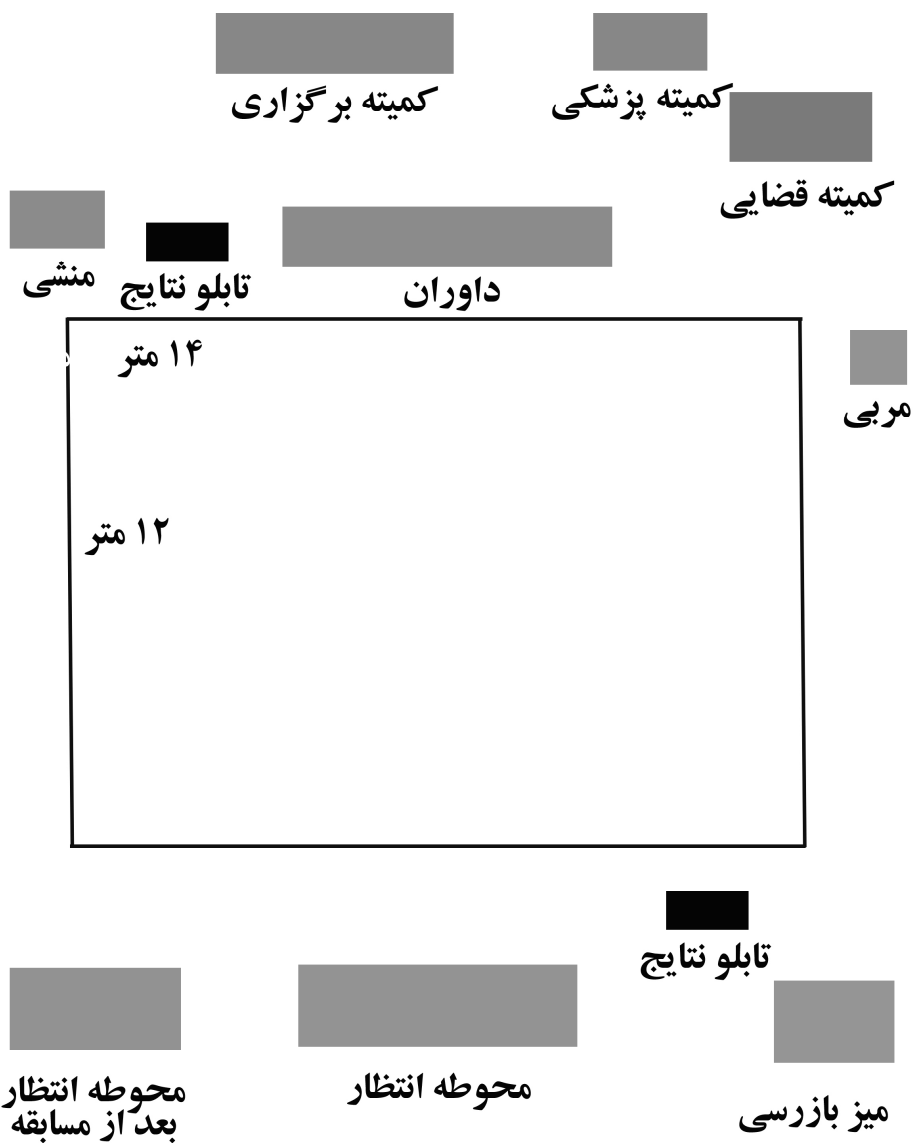 کمیته پزشکی
کمیته برگزاری
کمیته قضایی
داوران
تابلو نتایج
منشی
۱۴ متر
مربی
۱۲ متر
تابلو نتایج
میز بازرسی
محوطه انتظار
محوطه انتظار
بعد از مسابقه